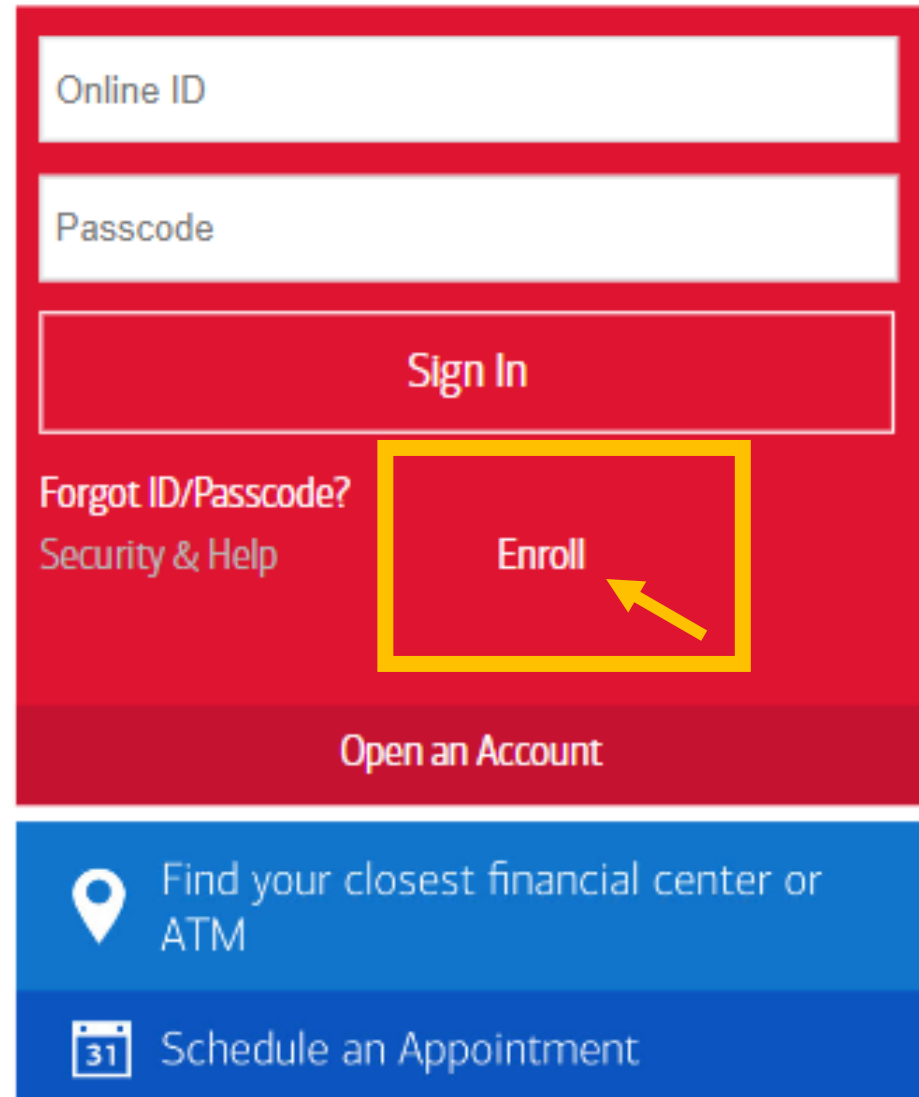 Online ID
Passcode
Sign In
Forgot ID/Passcode?
Security & Help
Enroll
Open an Account
Find your closest financial center or
ATM
31
Schedule an Appointment